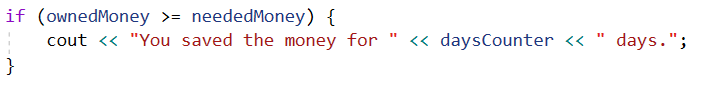 if (ownedMoney >= neededMoney) {
    cout << "You saved the money for " << daysCounter << " days.";
}